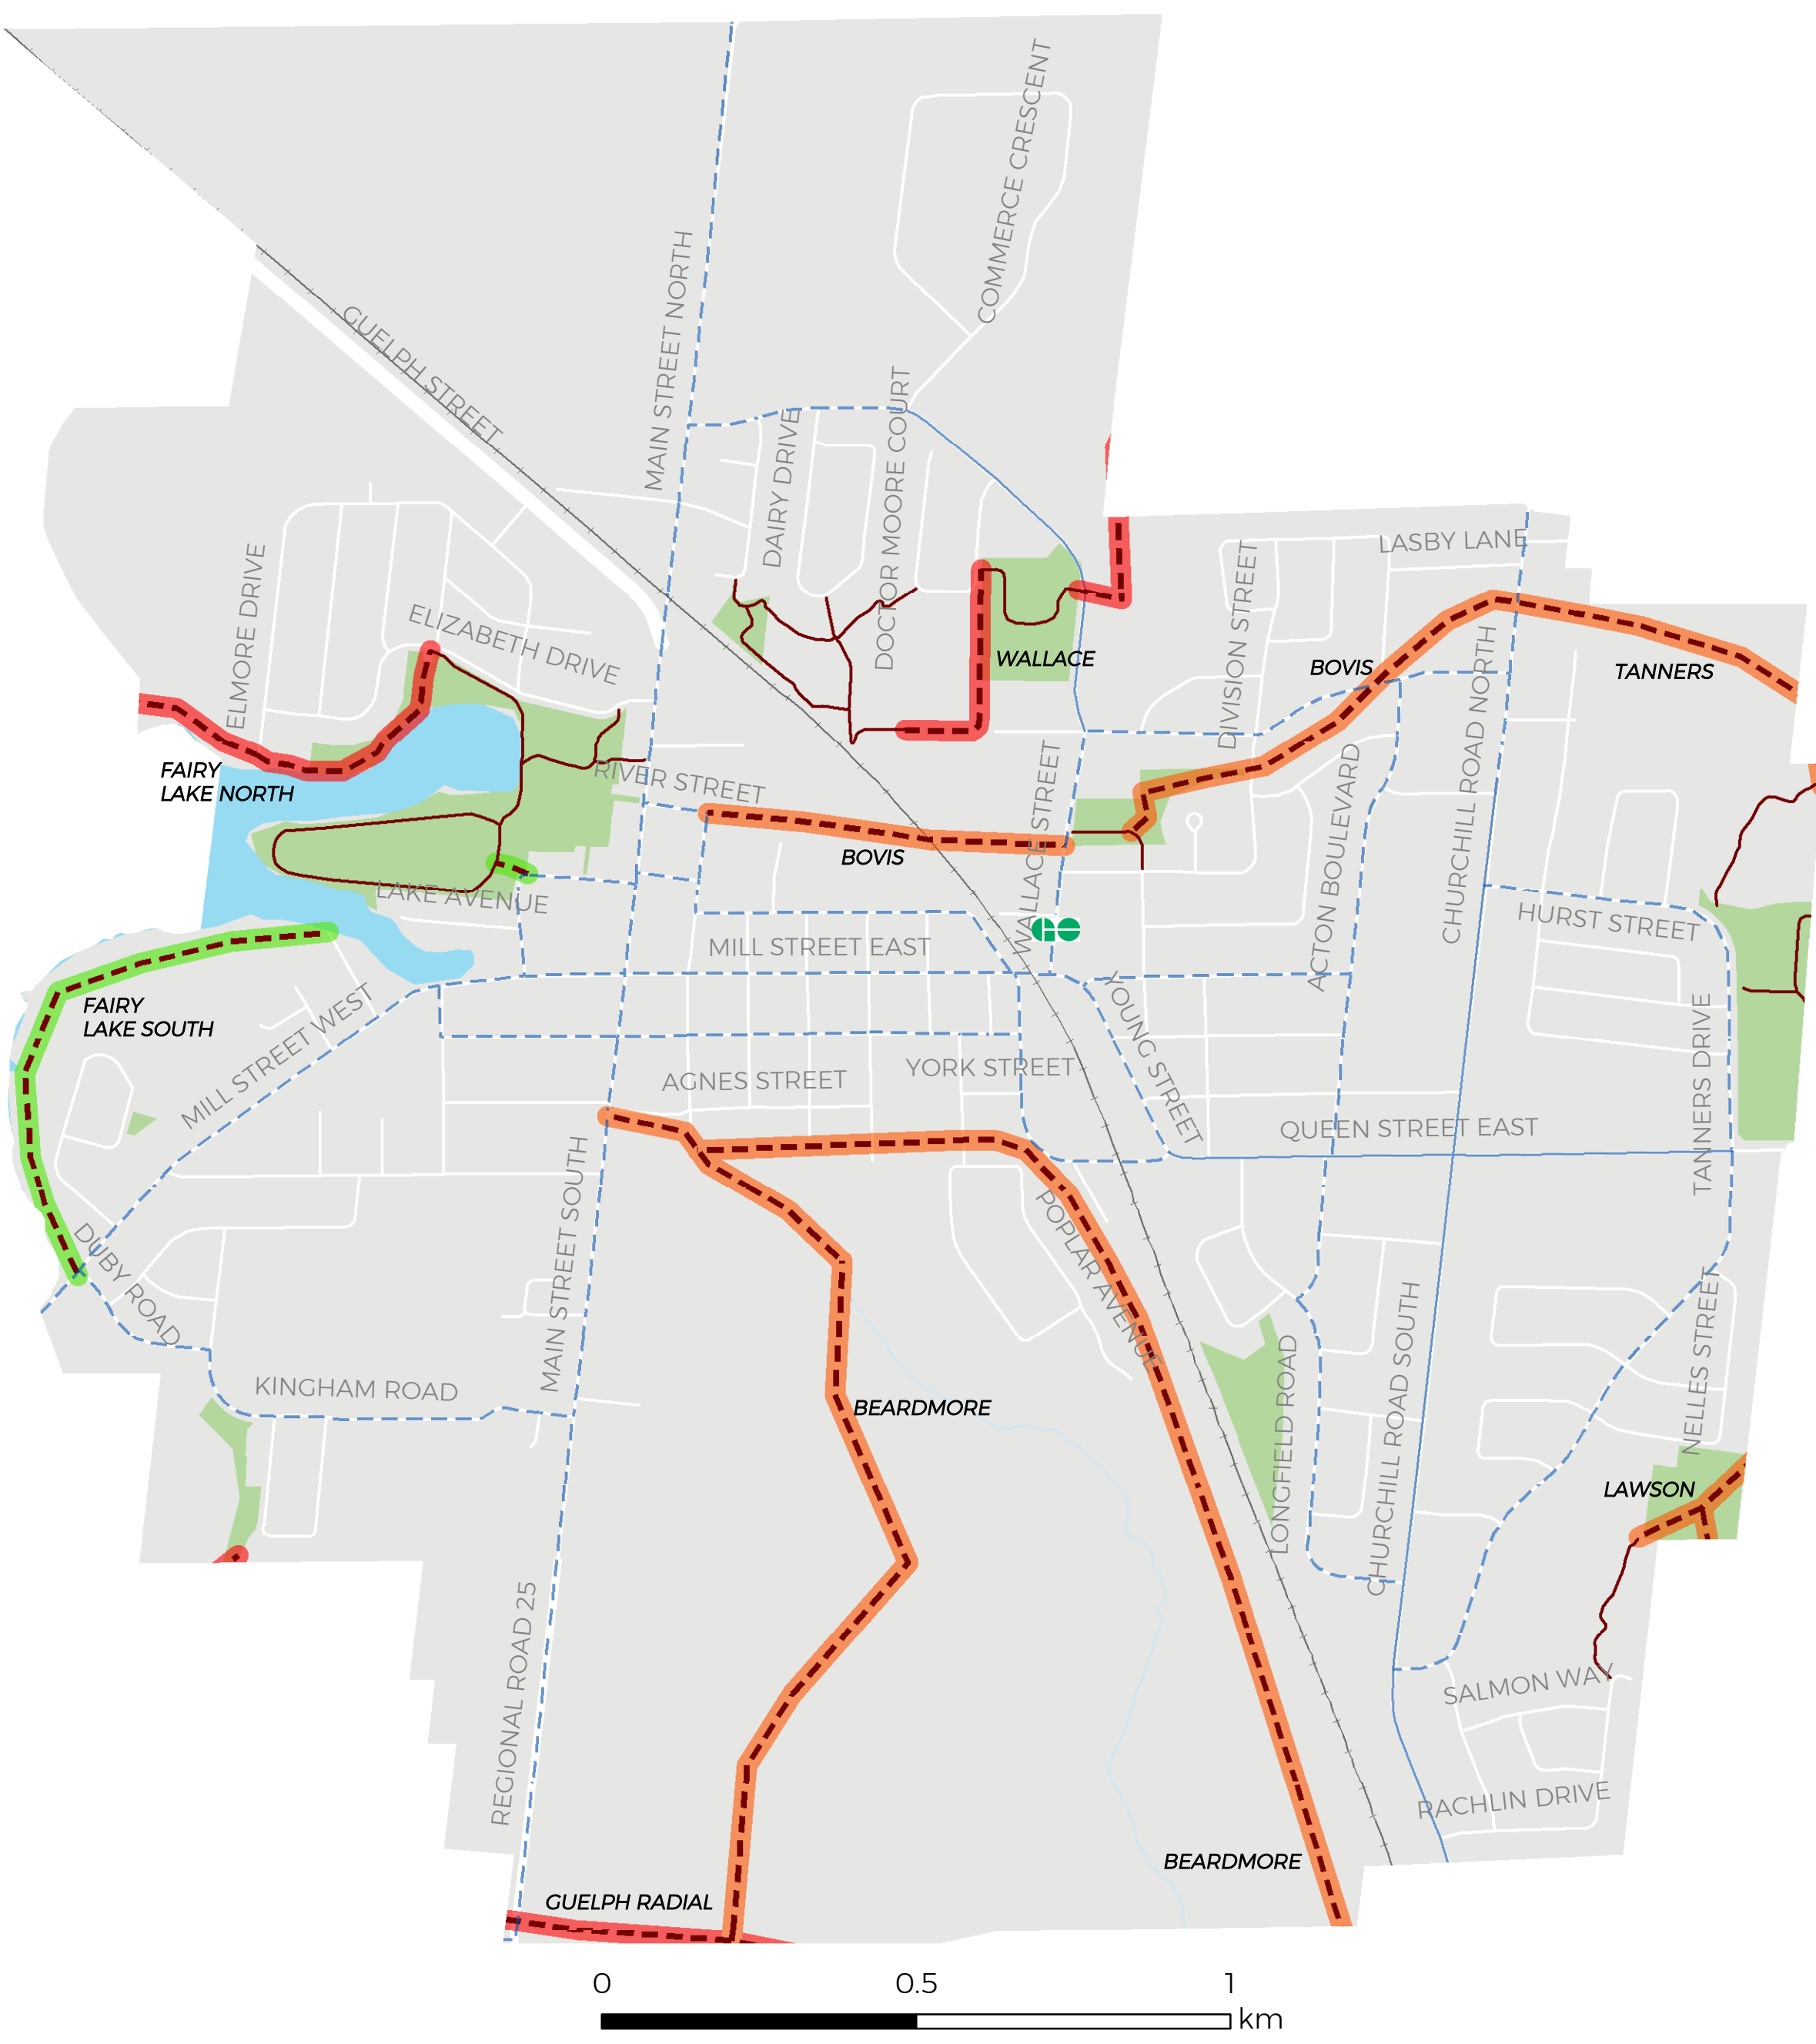 COMMERCE CRESCENT
MAIN STREET NORTH
GUELPH STREET
DAIRY DRIVE
DOCTOR MOORE COURT
LASBY LANE
ELMORE DRIVE
ELIZABETH DRIVE
DIVISION STREET
WALLACE
BOVIS
TANNERS
FAIRY
LAKE NORTH
RIVER STREET
CHURCHILL ROAD NORTH
WALLACE STREET
ACTON BOULEVARD
BOVIS
LAKE AVENUE
HURST STREET
MILL STREET EAST
GO
FAIRY
LAKE SOUTH
MILL STREET WEST
YOUNG STREET
YORK STREET
AGNES STREET
QUEEN STREET EAST
TANNERS DRIVE
DUBY ROAD
MAIN STREET SOUTH
POPLAR AVENUE
KINGHAM ROAD
BEARDMORE
LONGFIELD ROAD
CHURCHILL ROAD SOUTH
NELLES STREET
LAWSON
REGIONAL ROAD 25
SALMON WAY
RACHLIN DRIVE
BEARDMORE
GUELPH RADIAL
0 0.5 1
km